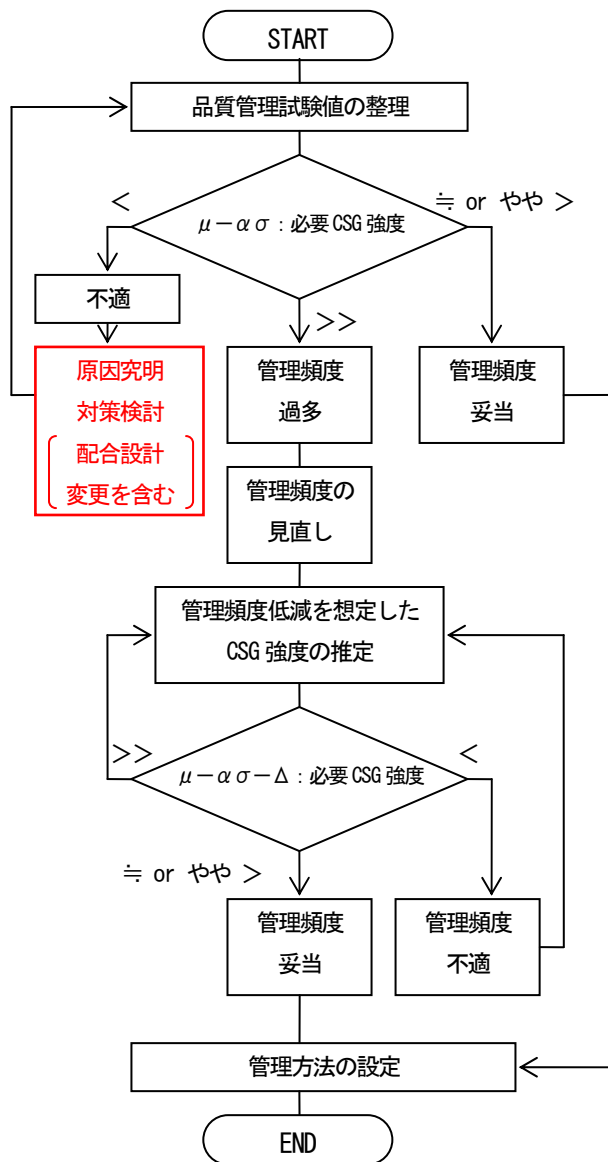 START
品質管理試験値の整理
<
≒ or やや >
μ－ασ：必要 CSG 強度
不適
>>
原因究明
対策検討
配合設計
変更を含む
管理頻度
過多
管理頻度
妥当
管理頻度の
見直し
管理頻度低減を想定した
CSG 強度の推定
>>
<
μ－ασ－Δ：必要 CSG 強度
≒ or やや >
管理頻度
妥当
管理頻度
不適
管理方法の設定
END